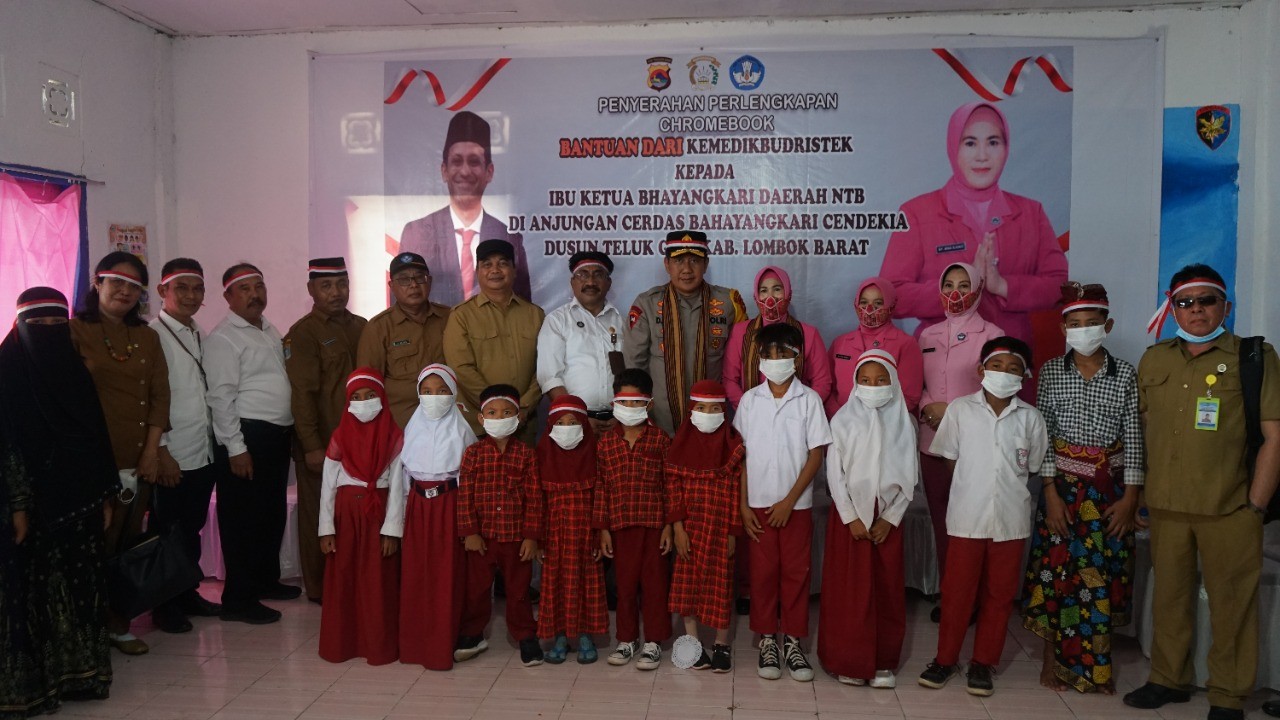 PENYERAHAN PERLENGKAPAN
CHROMEBOOK
BANTUAN DARI KEMEDIKBUDRISTEK
KEPADA
IBU KETUA BHAYANGKARI DAERAH NTB
DI ANJUNGAN CERDAS BAHAYANGKARI CENDEKIA
DUSUN TELUK KAB. LOMBOK BARAT